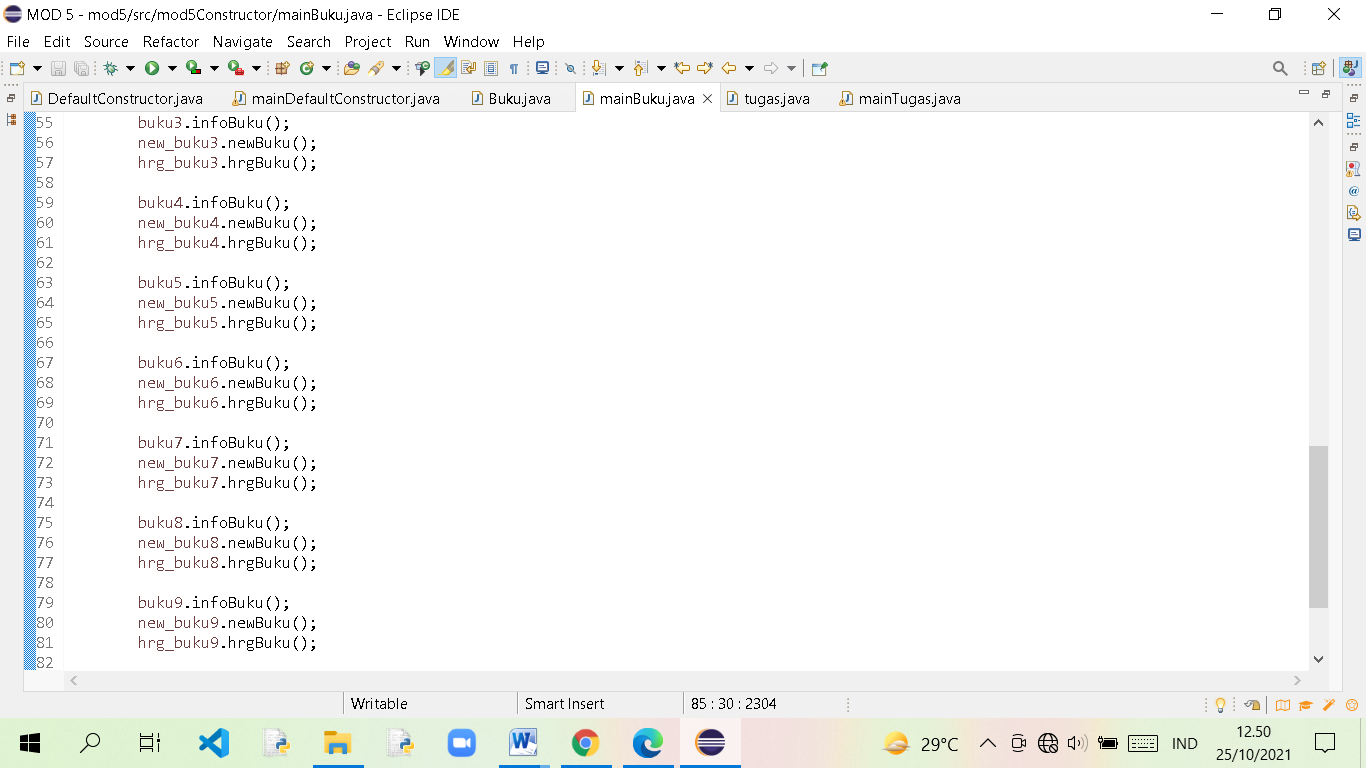 MOD 5 - mod5/src/mod5Constructor/mainBuku.java - Eclipse IDE
File Edit Source Refactor Navigate Search Project Run Window Help
DefaultConstructor.java mainDefaultConstructor.java Buku.java mainBuku.java tugas.java mainTugas.java
55 buku3.infoBuku();
56 new_buku3.newBuku();
57 hrg_buku3.hrgBuku();
58
59 buku4.infoBuku();
60 new_buku4.newBuku();
61 hrg_buku4.hrgBuku();
62
63 buku5.infoBuku();
64 new_buku5.newBuku();
65 hrg_buku5.hrgBuku();
66
67 buku6.infoBuku();
68 new_buku6.newBuku();
69 hrg_buku6.hrgBuku();
70
71 buku7.infoBuku();
72 new_buku7.newBuku();
73 hrg_buku7.hrgBuku();
74
75 buku8.infoBuku();
76 new_buku8.newBuku();
77 hrg_buku8.hrgBuku();
78
79 buku9.infoBuku();
80 new_buku9.newBuku();
81 hrg_buku9.hrgBuku();
82
Writable Smart Insert 85 : 30 : 2304
29°C IND 12.50
25/10/2021